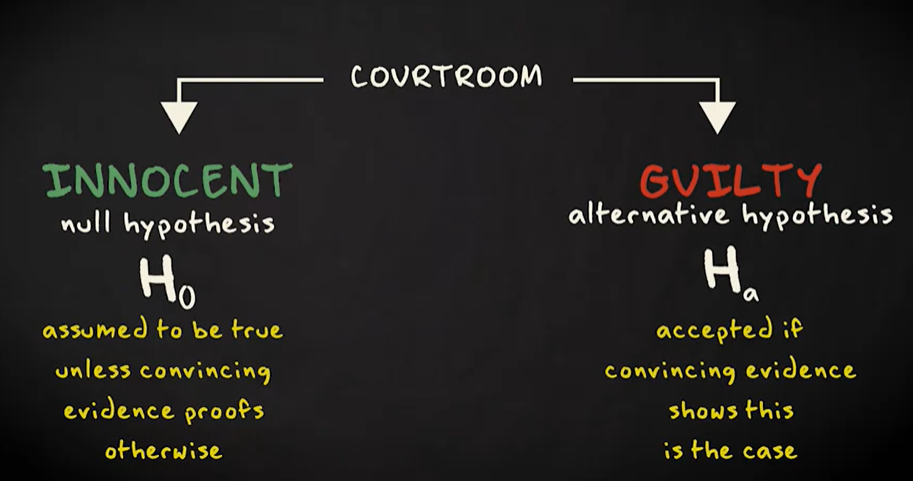 COURTROOM
INNOCENT
null hypothesis
H₀
assumed to be true
unless convincing
evidence proofs
otherwise
GUILTY
alternative hypothesis
Hₐ
accepted if
convincing evidence
shows this
is the case